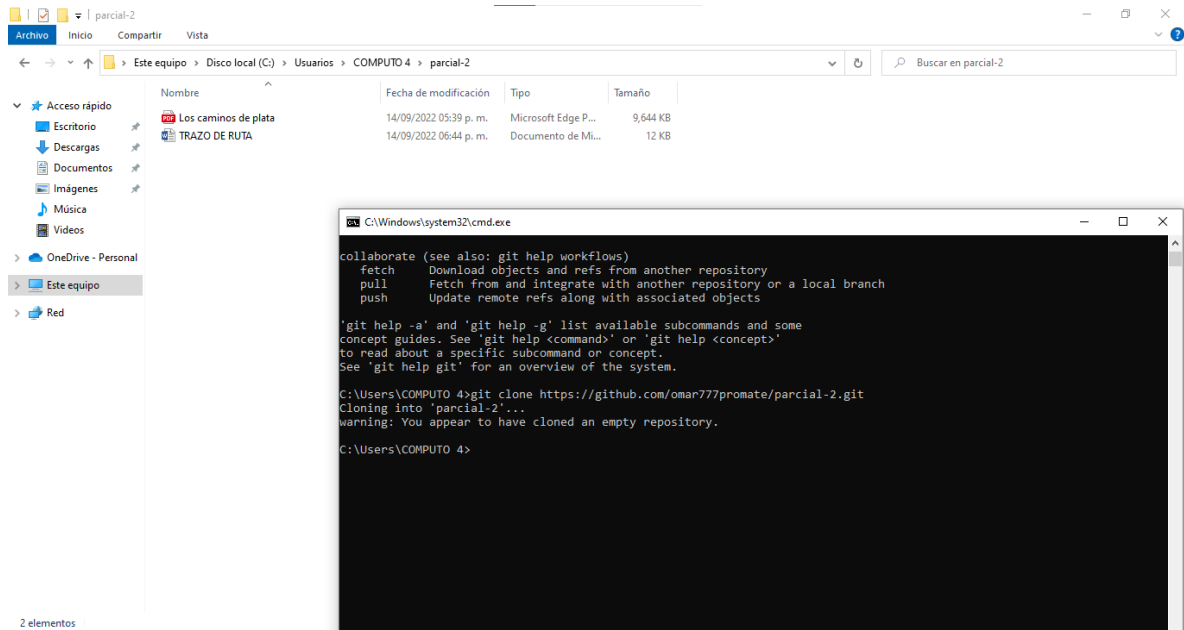 parcial-2
Archivo Inicio Compartir Vista
Este equipo > Disco local (C:) > Usuarios > COMPUTO 4 > parcial-2
Buscar en parcial-2
Nombre Fecha de modificación Tipo Tamaño
Los caminos de plata 14/09/2022 05:39 p. m. Microsoft Edge P... 9,644 KB
TRAZO DE RUTA 14/09/2022 06:44 p. m. Documento de Mi... 12 KB
Acceso rápido
Escritorio
Descargas
Documentos
Imágenes
Música
Videos
OneDrive - Personal
Este equipo
Red
2 elementos
C:\Windows\system32\cmd.exe
collaborate (see also: git help workflows)
fetch Download objects and refs from another repository
pull Fetch from and integrate with another repository or a local branch
push Update remote refs along with associated objects
'git help -a' and 'git help -g' list available subcommands and some
concept guides. See 'git help <command>' or 'git help <concept>'
to read about a specific subcommand or concept.
See 'git help git' for an overview of the system.
C:\Users\COMPUTO 4>git clone https://github.com/omar777promate/parcial-2.git
Cloning into 'parcial-2'...
warning: You appear to have cloned an empty repository.
C:\Users\COMPUTO 4>